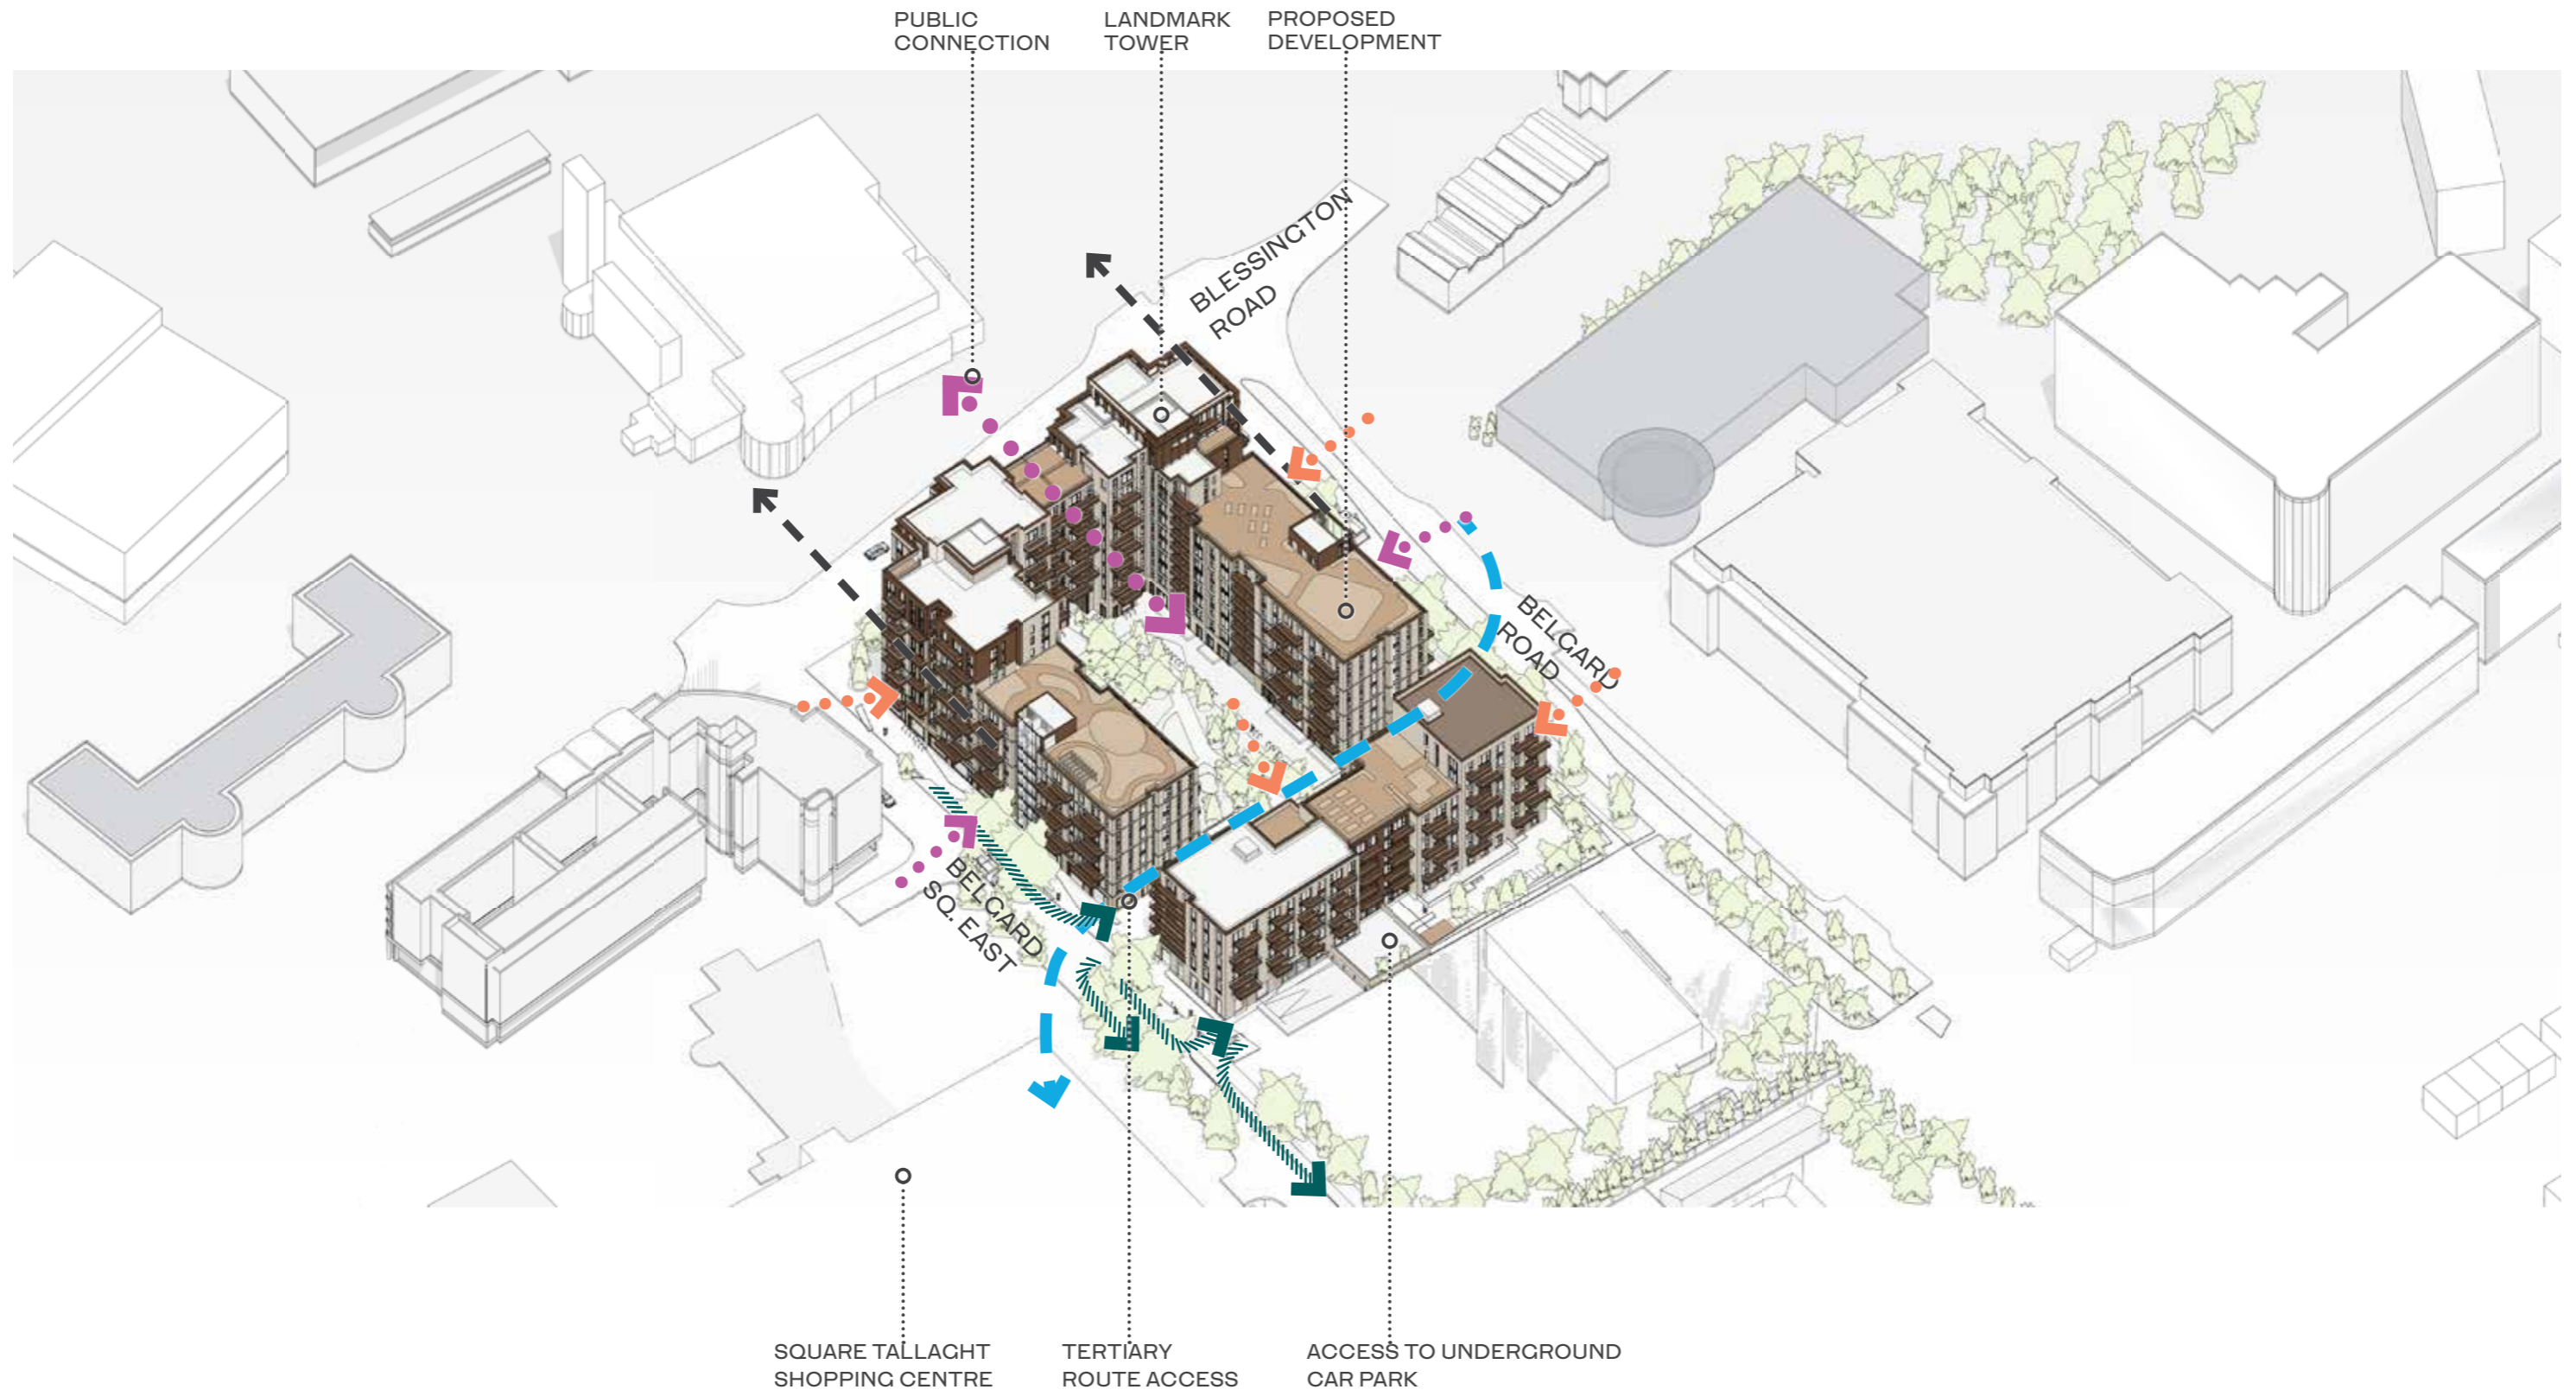 PUBLIC
CONNECTION
LANDMARK
TOWER
PROPOSED
DEVELOPMENT
BLESSINGTON
ROAD
BELGARD
ROAD
BELGARD
SQ. EAST
SQUARE TALLAGHT
SHOPPING CENTRE
TERTIARY
ROUTE ACCESS
ACCESS TO UNDERGROUND
CAR PARK